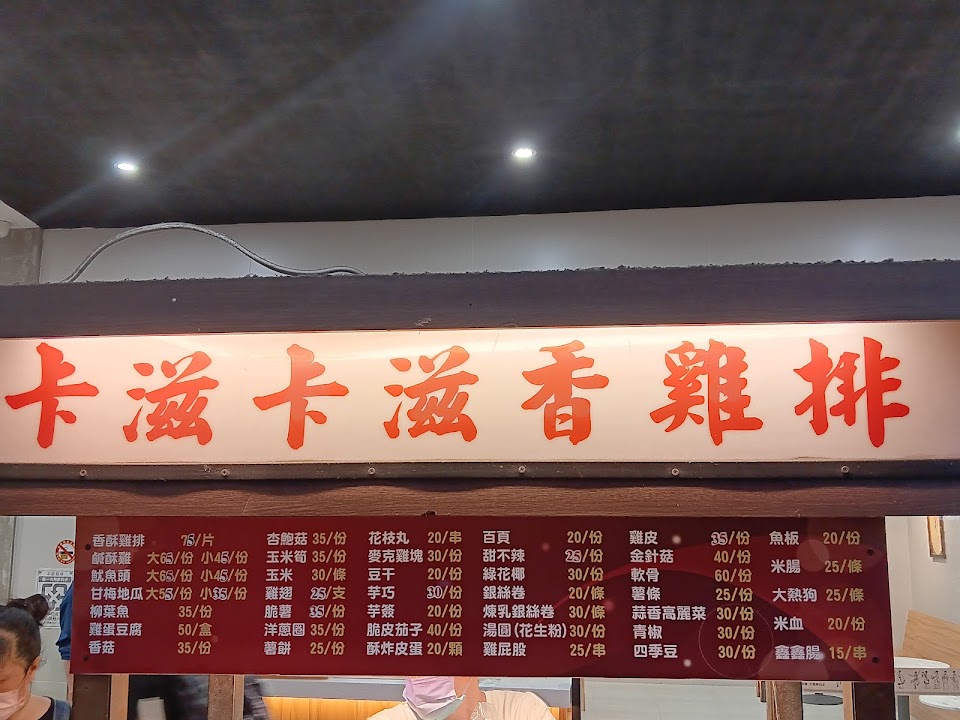 卡滋卡滋香雞排
香酥雞排 75/片
鹹酥雞 大65/份 小45/份
魷魚頭 大65/份 小45/份
甘梅地瓜 大55/份 小35/份
柳葉魚 35/份
雞蛋豆腐 50/盒
香菇 35/份
杏鮑菇 35/份
玉米筍 35/份
玉米 30/條
雞翅 25/支
脆薯 35/份
洋蔥圈 35/份
薯餅 25/份
花枝丸 20/串
麥克雞塊 30/份
豆干 20/份
芋巧 30/份
芋簽 20/份
脆皮茄子 40/份
酥炸皮蛋 20/顆
百頁 20/份
甜不辣 25/份
綠花椰 30/份
銀絲卷 20/條
煉乳銀絲卷 30/條
湯圓(花生粉) 30/份
雞屁股 25/串
雞皮 35/份
金針菇 40/份
軟骨 60/份
薯條 25/份
蒜香高麗菜 30/份
青椒 30/份
四季豆 30/份
魚板 20/份
米腸 25/條
大熱狗 25/條
米血 20/份
鑫鑫腸 15/串